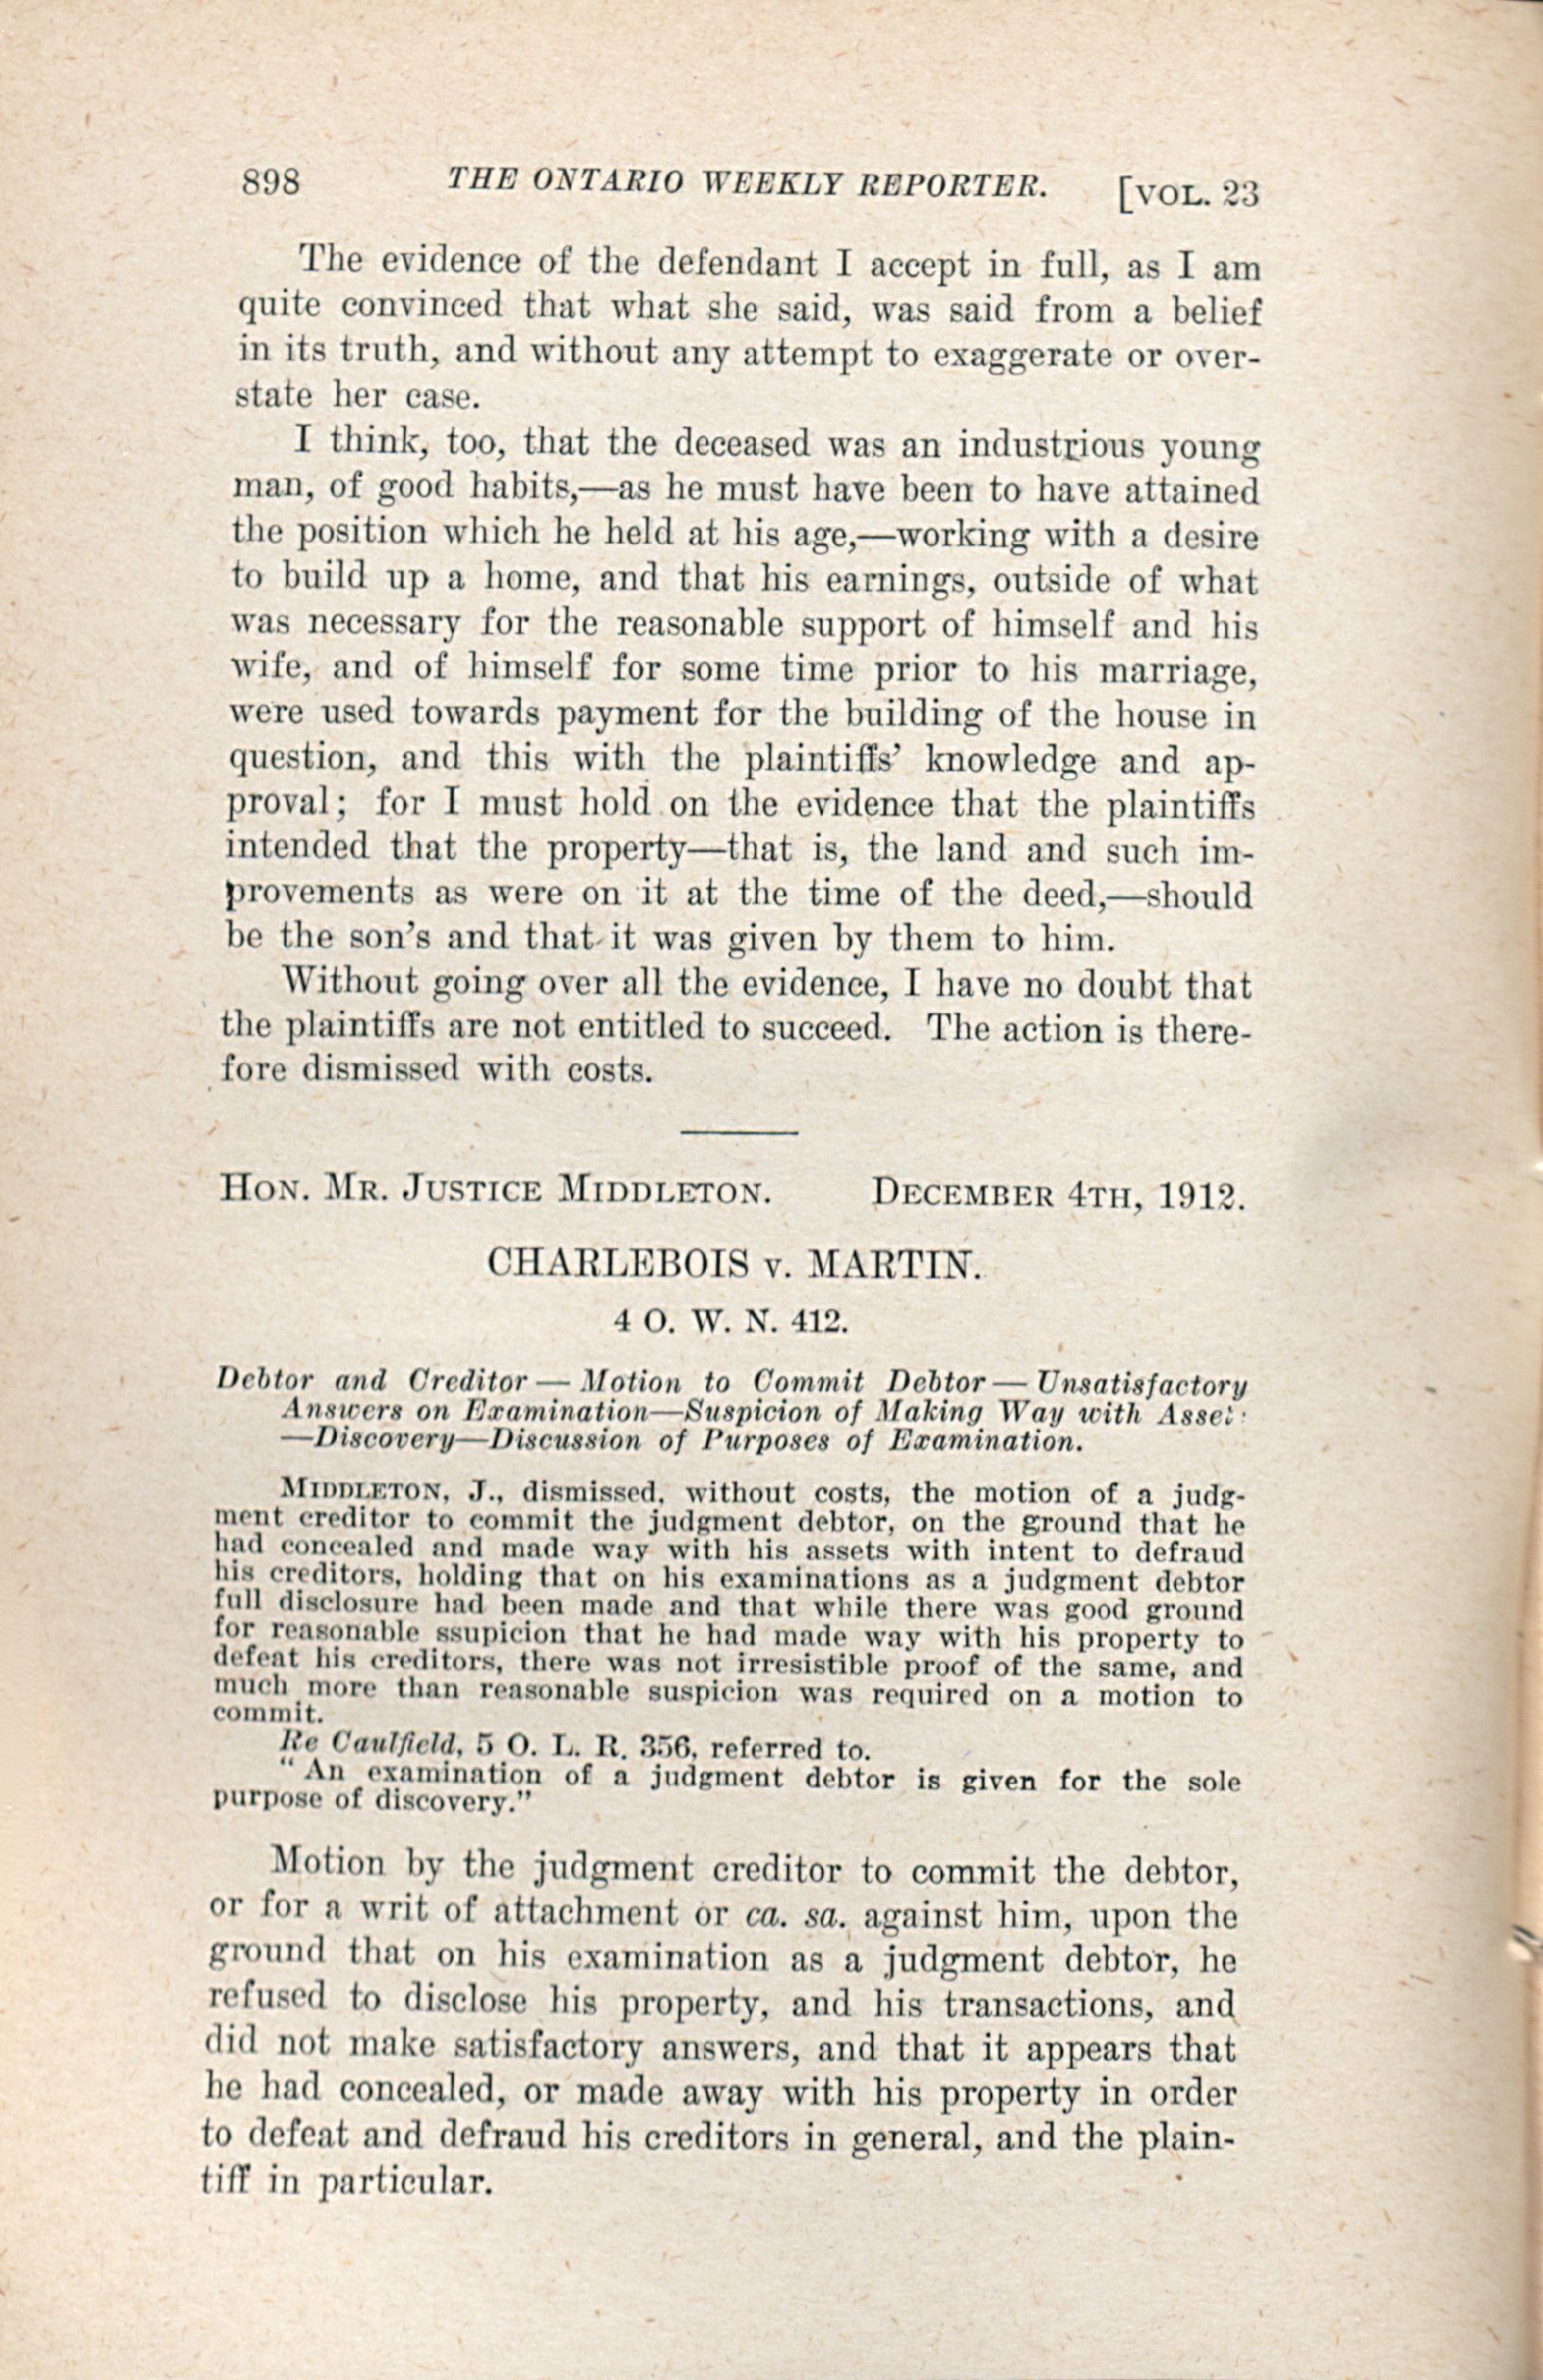 898 THE ONTARIO WEEKLY REPORTER. [VOL. 23
The evidence of the defendant I accept in full, as I am
quite convinced that what she said, was said from a belief
in its truth, and without any attempt to exaggerate or over-
state her case.
I think, too, that the deceased was an industrious young
man, of good habits,—as he must have been to have attained
the position which he held at his age,—working with a desire
to build up a home, and that his earnings, outside of what
was necessary for the reasonable support of himself and his
wife, and of himself for some time prior to his marriage,
were used towards payment for the building of the house in
question, and this with the plaintiffs' knowledge and ap-
proval; for I must hold on the evidence that the plaintiffs
intended that the property—that is, the land and such im-
provements as were on it at the time of the deed,—should
be the son's and that it was given by them to him.
Without going over all the evidence, I have no doubt that
the plaintiffs are not entitled to succeed. The action is there-
fore dismissed with costs.
HON. MR. JUSTICE MIDDLETON. DECEMBER 4TH, 1912.
CHARLEBOIS v. MARTIN.
4 O. W. N. 412.
Debtor and Creditor — Motion to Commit Debtor — Unsatisfactory
Answers on Examination—Suspicion of Making Way with Asset:
—Discovery—Discussion of Purposes of Examination.
MIDDLETON, J., dismissed, without costs, the motion of a judg-
ment creditor to commit the judgment debtor, on the ground that he
had concealed and made way with his assets with intent to defraud
his creditors, holding that on his examinations as a judgment debtor
full disclosure had been made and that while there was good ground
for reasonable ssupicion that he had made way with his property to
defeat his creditors, there was not irresistible proof of the same, and
much more than reasonable suspicion was required on a motion to
commit.
Re Caulfield, 5 O. L. R. 356, referred to.
"An examination of a judgment debtor is given for the sole
purpose of discovery."
Motion by the judgment creditor to commit the debtor,
or for a writ of attachment or ca. sa. against him, upon the
ground that on his examination as a judgment debtor, he
refused to disclose his property, and his transactions, and
did not make satisfactory answers, and that it appears that
he had concealed, or made away with his property in order
to defeat and defraud his creditors in general, and the plain-
tiff in particular.